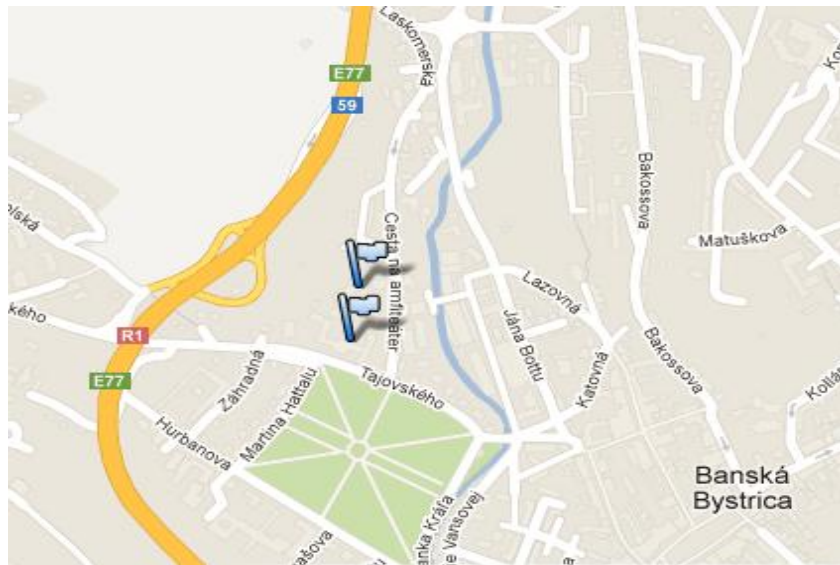 Laskomerská
E77
59
Bakossova
Cesta na amfiteáter
Matuškova
Lazovná
Jána Bottu
R1
Bakossova
Katovná
E77
Záhradná
Tajovského
Martina Hattalu
Hurbanova
Banská
Bystrica